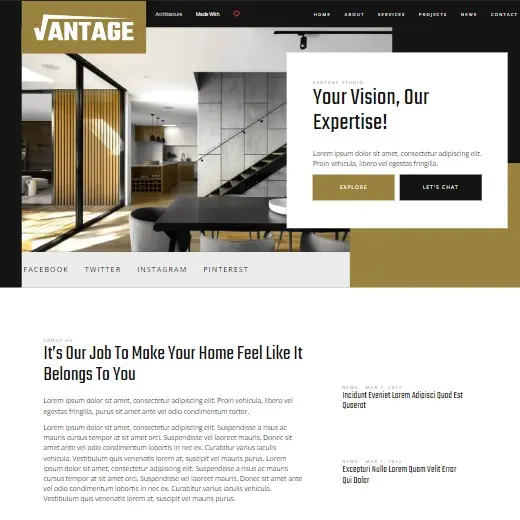 VANTAGE
Architecture Made With
HOME ABOUT SERVICES PROJECTS NEWS CONTACT
VANTAGE STUDIO
Your Vision, Our
Expertise!
Lorem ipsum dolor sit amet, consectetur adipiscing elit.
Proin vehicula, libero vel egestas fringilla.
EXPLORE LET'S CHAT
FACEBOOK TWITTER INSTAGRAM PINTEREST
ABOUT US
It's Our Job To Make Your Home Feel Like It
Belongs To You
Lorem ipsum dolor sit amet, consectetur adipiscing elit. Proin vehicula, libero vel
egestas fringilla, purus sit amet ante vel odio condimentum tortor.
Lorem ipsum dolor sit amet, consectetur adipiscing elit. Suspendisse a risus ac
mauris cursus tempor at sit amet orci. Suspendisse vel laoreet mauris. Donec sit
amet ante vel odio condimentum lobortis in nec ex. Curabitur varius iaculis
vehicula. Vestibulum quis venenatis lorem at, suscipit vel mauris purus. Lorem
ipsum dolor sit amet, consectetur adipiscing elit. Suspendisse a risus ac mauris
cursus tempor at sit amet orci. Suspendisse vel laoreet mauris. Donec sit amet
ante vel odio condimentum lobortis in nec ex. Curabitur varius iaculis vehicula.
Vestibulum quis venenatis lorem at, suscipit vel mauris purus.
NEWS MAR 7, 2023
Incidunt Eveniet Lorem Adipisci Quod Est
Quaerat
NEWS MAR 7, 2023
Excepturi Nulla Lorem Quam Velit Error
Qui Dolor